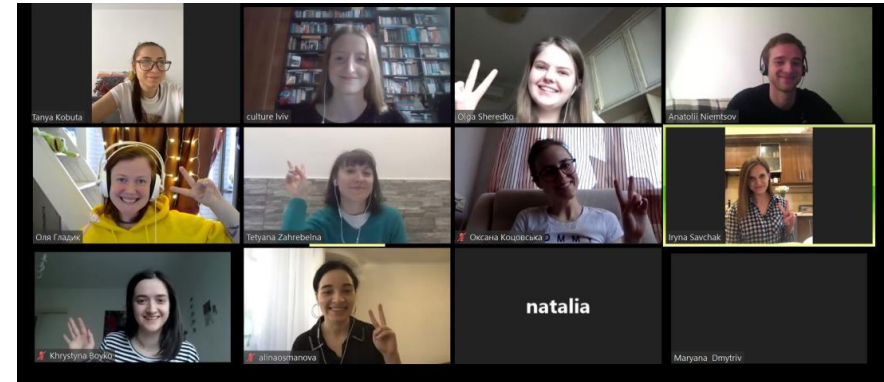 Tanya Kobuta
culture lviv
Olga Sheredko
Anatolii Niemtsov
Оля Гладик
Tetyana Zahrebelna
Оксана Коцовська
Iryna Savchak
Khrystyna Boyko
alinaosmanova
natalia
Maryana Dmytriv